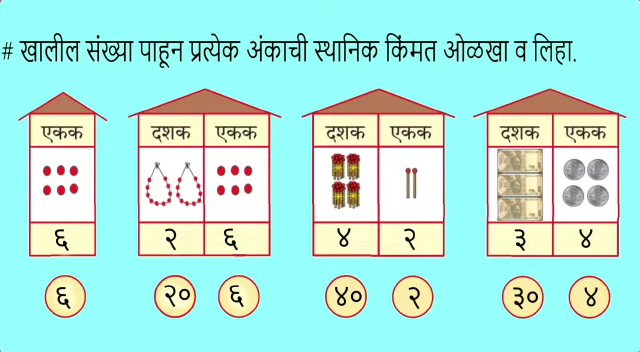 # खालील संख्या पाहून प्रत्येक अंकाची स्थानिक किंमत ओळखा व लिहा.
एकक दशक एकक दशक एकक दशक एकक
६ २ ६ ४ २ ३ ४
६ २० ६ ४० २ ३० ४